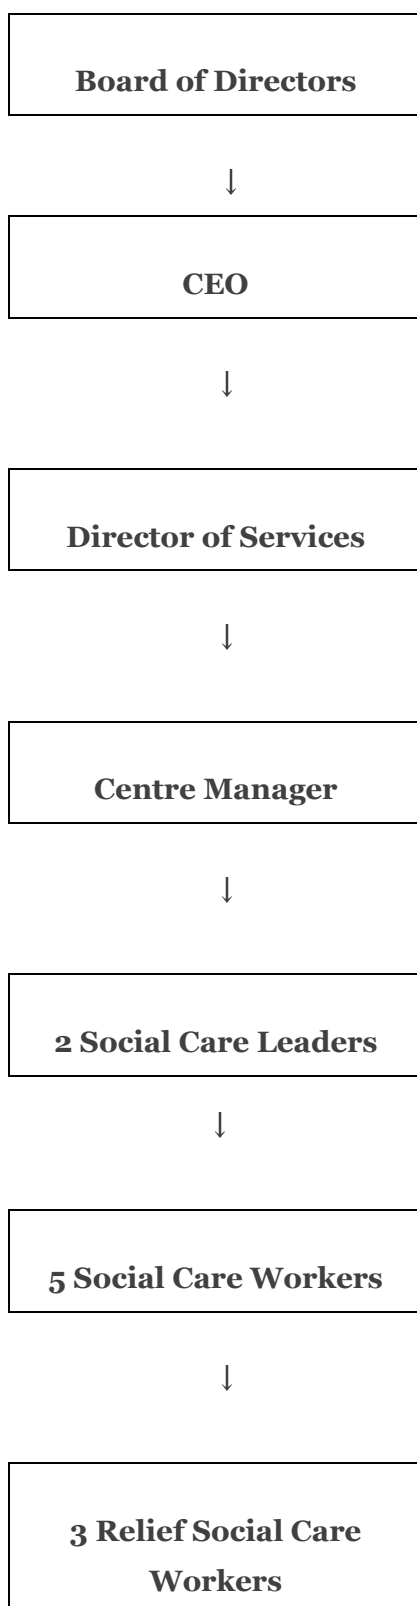 Board of Directors
↓
CEO
↓
Director of Services
↓
Centre Manager
↓
2 Social Care Leaders
↓
5 Social Care Workers
↓
3 Relief Social Care
Workers